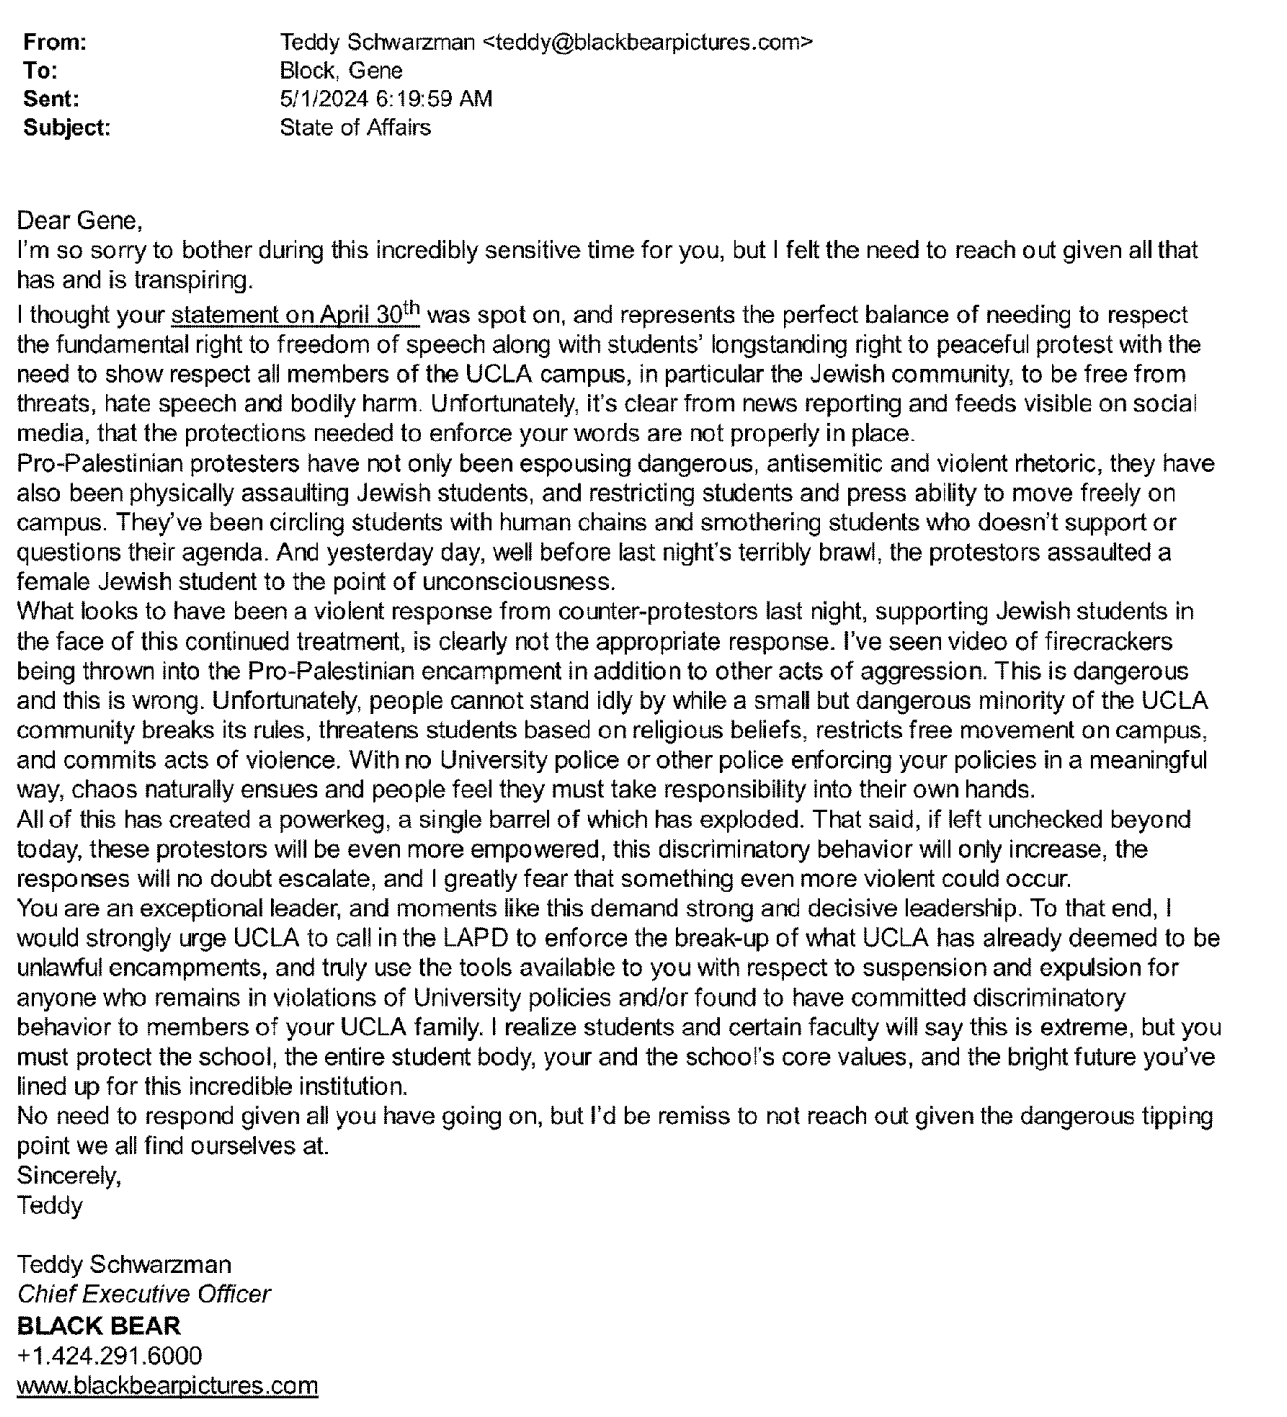 From: Teddy Schwarzman <teddy@blackbearpictures.com>
To: Block, Gene
Sent: 5/1/2024 6:19:59 AM
Subject: State of Affairs
Dear Gene,
I'm so sorry to bother during this incredibly sensitive time for you, but I felt the need to reach out given all that
has and is transpiring.
I thought your statement on April 30th was spot on, and represents the perfect balance of needing to respect
the fundamental right to freedom of speech along with students' longstanding right to peaceful protest with the
need to show respect all members of the UCLA campus, in particular the Jewish community, to be free from
threats, hate speech and bodily harm. Unfortunately, it's clear from news reporting and feeds visible on social
media, that the protections needed to enforce your words are not properly in place.
Pro-Palestinian protesters have not only been espousing dangerous, antisemitic and violent rhetoric, they have
also been physically assaulting Jewish students, and restricting students and press ability to move freely on
campus. They've been circling students with human chains and smothering students who doesn't support or
questions their agenda. And yesterday day, well before last night's terribly brawl, the protestors assaulted a
female Jewish student to the point of unconsciousness.
What looks to have been a violent response from counter-protestors last night, supporting Jewish students in
the face of this continued treatment, is clearly not the appropriate response. I've seen video of firecrackers
being thrown into the Pro-Palestinian encampment in addition to other acts of aggression. This is dangerous
and this is wrong. Unfortunately, people cannot stand idly by while a small but dangerous minority of the UCLA
community breaks its rules, threatens students based on religious beliefs, restricts free movement on campus,
and commits acts of violence. With no University police or other police enforcing your policies in a meaningful
way, chaos naturally ensues and people feel they must take responsibility into their own hands.
All of this has created a powerkeg, a single barrel of which has exploded. That said, if left unchecked beyond
today, these protestors will be even more empowered, this discriminatory behavior will only increase, the
responses will no doubt escalate, and I greatly fear that something even more violent could occur.
You are an exceptional leader, and moments like this demand strong and decisive leadership. To that end, I
would strongly urge UCLA to call in the LAPD to enforce the break-up of what UCLA has already deemed to be
unlawful encampments, and truly use the tools available to you with respect to suspension and expulsion for
anyone who remains in violations of University policies and/or found to have committed discriminatory
behavior to members of your UCLA family. I realize students and certain faculty will say this is extreme, but you
must protect the school, the entire student body, your and the school's core values, and the bright future you've
lined up for this incredible institution.
No need to respond given all you have going on, but I'd be remiss to not reach out given the dangerous tipping
point we all find ourselves at.
Sincerely,
Teddy
Teddy Schwarzman
Chief Executive Officer
BLACK BEAR
+1.424.291.6000
www.blackbearpictures.com